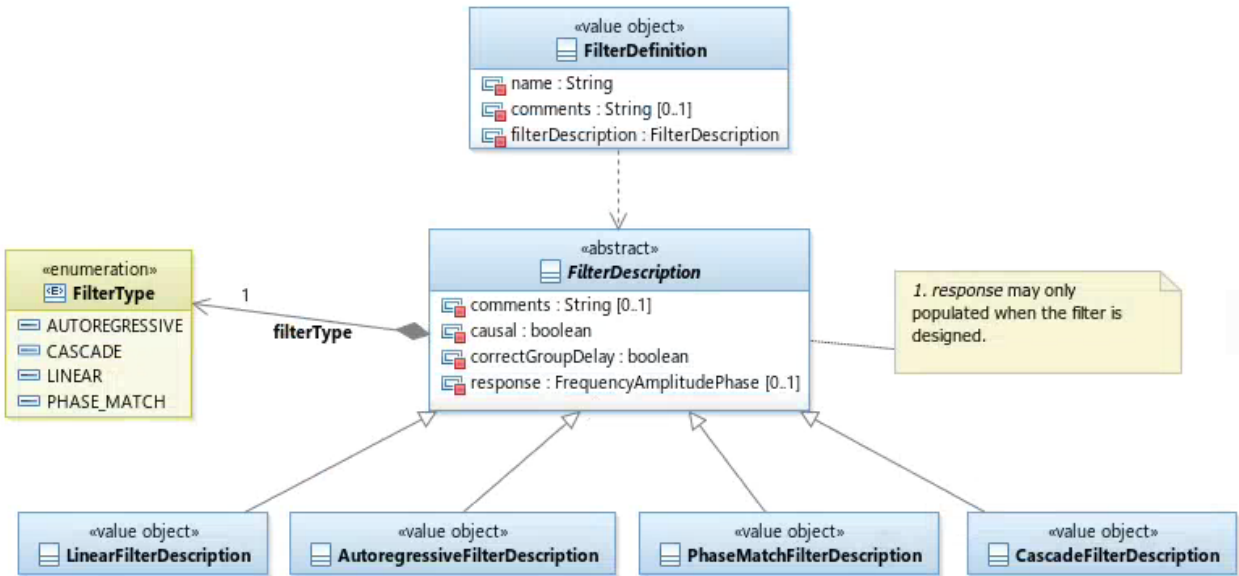 «value object»
FilterDefinition
name : String
comments : String [0..1]
filterDescription : FilterDescription
«enumeration»
FilterType
AUTOREGRESSIVE
CASCADE
LINEAR
PHASE_MATCH
1
filterType
«abstract»
FilterDescription
comments : String [0..1]
causal : boolean
correctGroupDelay : boolean
response : FrequencyAmplitudePhase [0..1]
1. response may only
populated when the filter is
designed.
«value object»
LinearFilterDescription
«value object»
AutoregressiveFilterDescription
«value object»
PhaseMatchFilterDescription
«value object»
CascadeFilterDescription